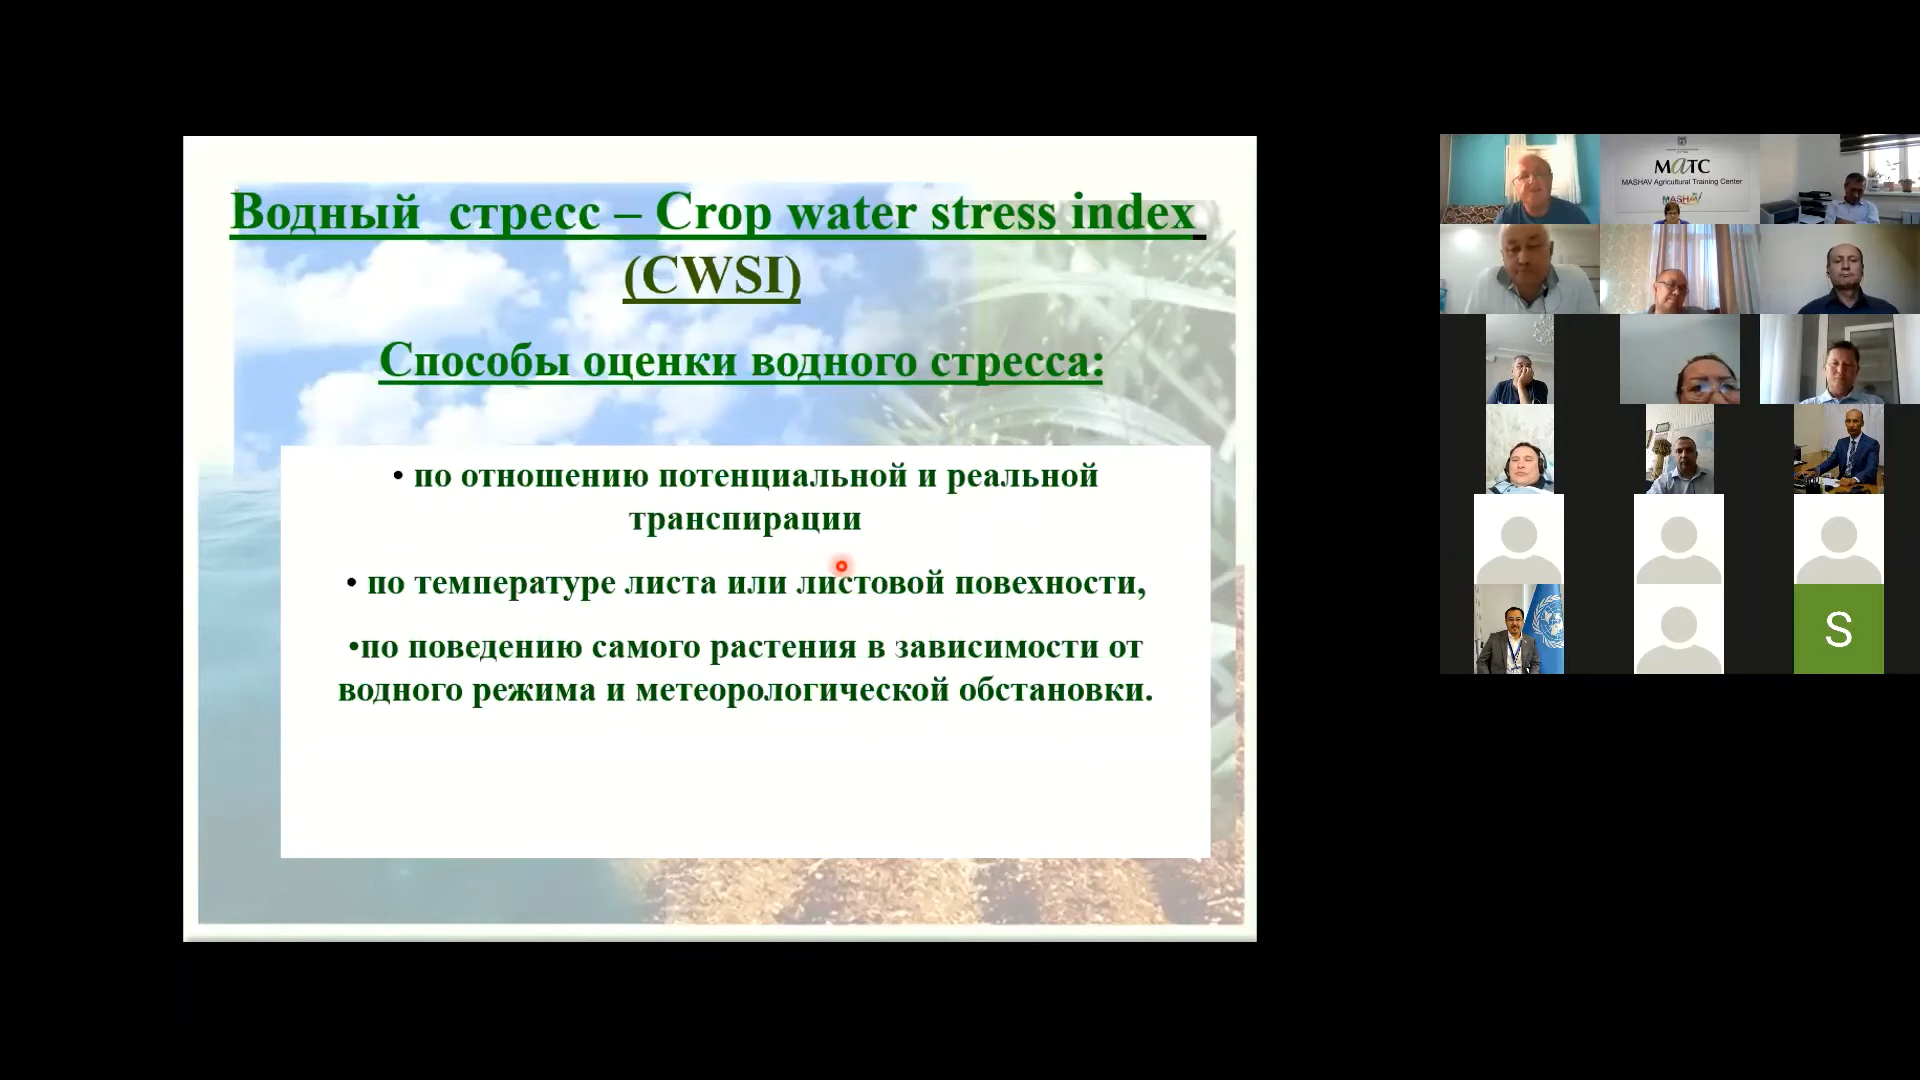 Водный стресс – Crop water stress index
(CWSI)
Способы оценки водного стресса:
• по отношению потенциальной и реальной
транспирации
• по температуре листа или листовой повехности,
•по поведению самого растения в зависимости от
водного режима и метеорологической обстановки.
MATC
MASHAV Agricultural Training Center
MASHAV
S